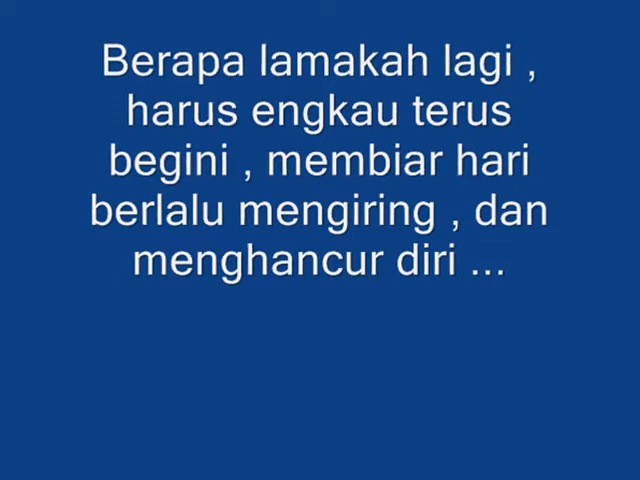 Berapa lamakah lagi ,
harus engkau terus
begini , membiar hari
berlalu mengiring , dan
menghancur diri ...